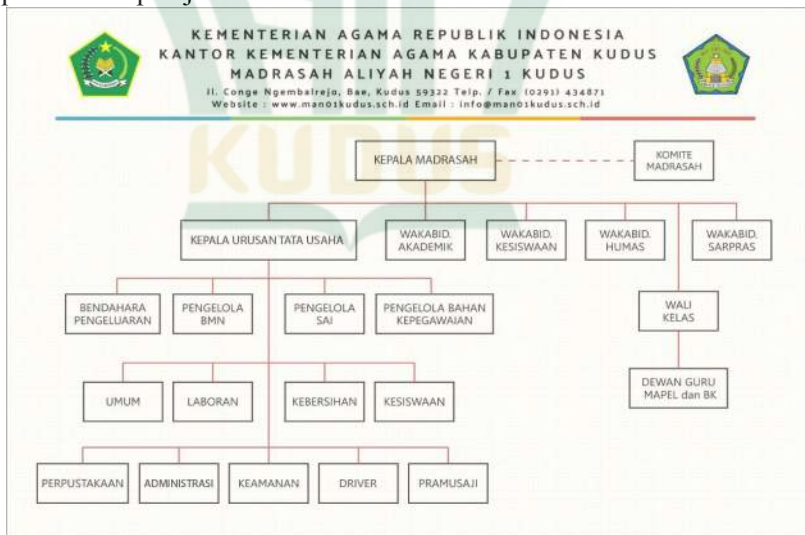 KEMENTERIAN AGAMA REPUBLIK INDONESIA
KANTOR KEMENTERIAN AGAMA KABUPATEN KUDUS
MADRASAH ALIYAH NEGERI 1 KUDUS
Jl. Conge Ngembalrejo, Bae, Kudus 59322 Telp. / Fax (0291) 434871
Website : www.man01kudus.sch.id Email : info@man01kudus.sch.id
KUDUS
KEPALA MADRASAH
KOMITE
MADRASAH
KEPALA URUSAN TATA USAHA
WAKABID.
AKADEMIK
WAKABID.
KESISWAAN
WAKABID.
HUMAS
WAKABID.
SARPRAS
BENDAHARA
PENGELUARAN
PENGELOLA
BMN
PENGELOLA
SAI
PENGELOLA BAHAN
KEPEGAWAIAN
WALI
KELAS
UMUM
LABORAN
KEBERSIHAN
KESISWAAN
DEWAN GURU
MAPEL dan BK
PERPUSTAKAAN
ADMINISTRASI
KEAMANAN
DRIVER
PRAMUSAJI